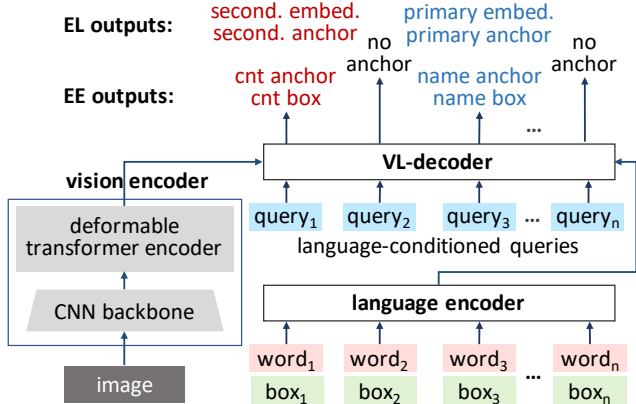 EL outputs:
second. embed.
second. anchor
no
anchor
primary embed.
primary anchor
no
anchor
EE outputs:
cnt anchor
cnt box
name anchor
name box
...
VL-decoder
vision encoder
deformable
transformer encoder
CNN backbone
image
query1 query2 query3 ... queryn
language-conditioned queries
language encoder
word1 word2 word3 ... wordn
box1 box2 box3 boxn